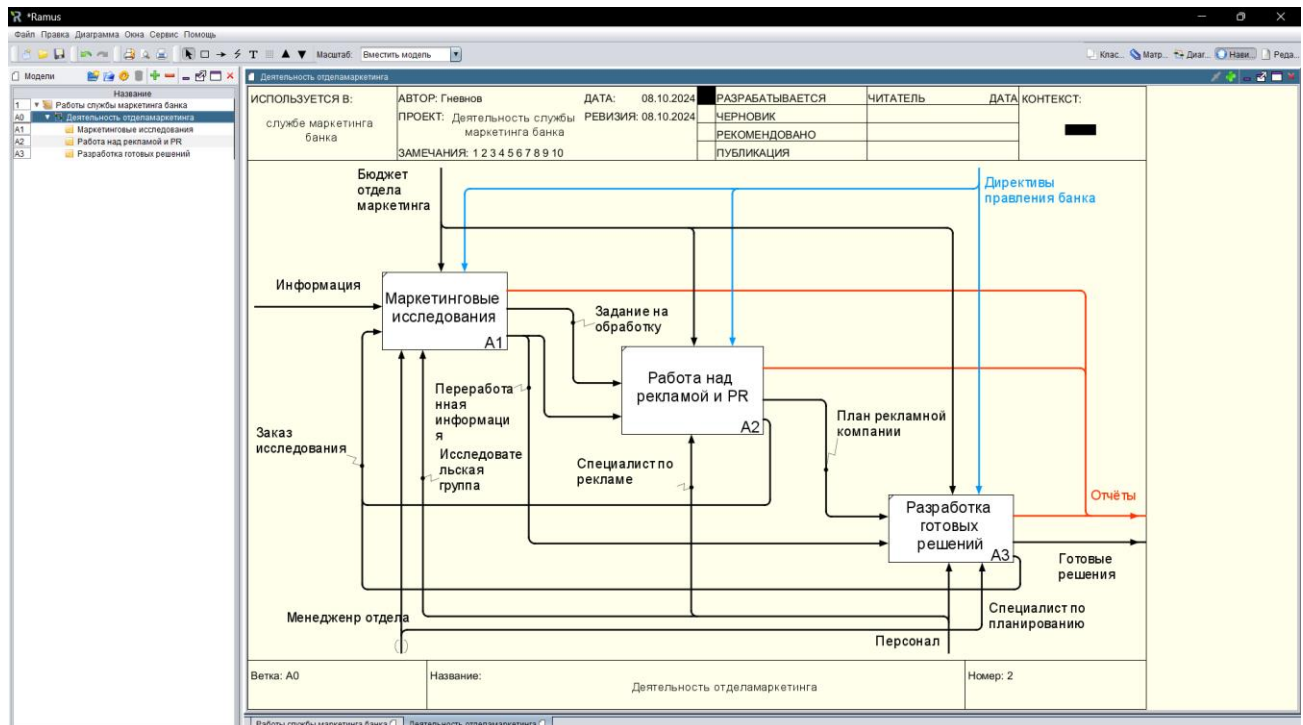 *Ramus
Файл Правка Диаграмма Окна Сервис Помощь
Масштаб: Вместить модель
Клас... Матр... Диаг... Нави... Реда...
Модели
Название
1 Работы службы маркетинга банка
A0 Деятельность отделамаркетинга
A1 Маркетинговые исследования
A2 Работа над рекламой и PR
A3 Разработка готовых решений
Деятельность отделамаркетинга
ИСПОЛЬЗУЕТСЯ В:
службе маркетинга
банка
АВТОР: Гневнов
ДАТА: 08.10.2024
ПРОЕКТ: Деятельность службы
маркетинга банка
РЕВИЗИЯ: 08.10.2024
ЗАМЕЧАНИЯ: 1 2 3 4 5 6 7 8 9 10
РАЗРАБАТЫВАЕТСЯ
ЧЕРНОВИК
РЕКОМЕНДОВАНО
ПУБЛИКАЦИЯ
ЧИТАТЕЛЬ
ДАТА
КОНТЕКСТ:
Бюджет
отдела
маркетинга
Директивы
правления банка
Информация
Маркетинговые
исследования
A1
Задание на
обработку
Работа над
рекламой и PR
A2
Переработа
нная
информаци
я
План рекламной
компании
Заказ
исследования
Исследовате
льская
группа
Специалист по
рекламе
Разработка
готовых
решений
A3
Отчёты
Готовые
решения
Менедженр отдела
Специалист по
планированию
Персонал
Ветка: A0
Название:
Деятельность отделамаркетинга
Номер: 2
Работы службы маркетинга банка
Деятельность отделамаркетинга